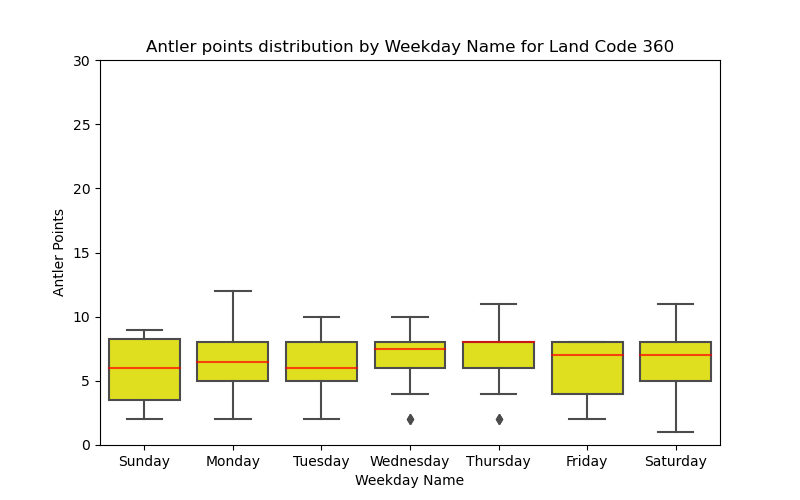 Antler points distribution by Weekday Name for Land Code 360
30
25
20
15
10
5
0
Antler Points
Sunday Monday Tuesday Wednesday Thursday Friday Saturday
Weekday Name